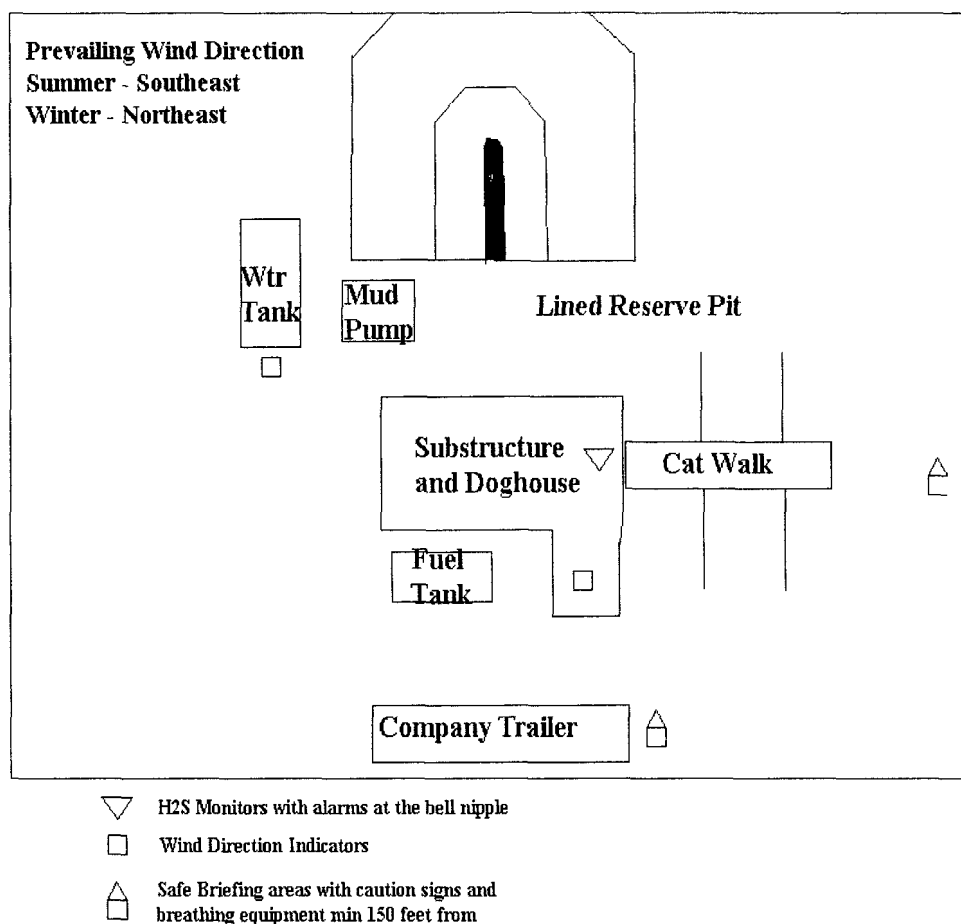 Prevailing Wind Direction
Summer - Southeast
Winter - Northeast
Wtr
Tank
Mud
Pump
Lined Reserve Pit
Substructure
and Doghouse
Cat Walk
Fuel
Tank
Company Trailer
H2S Monitors with alarms at the bell nipple
Wind Direction Indicators
Safe Briefing areas with caution signs and
breathing equipment min 150 feet from